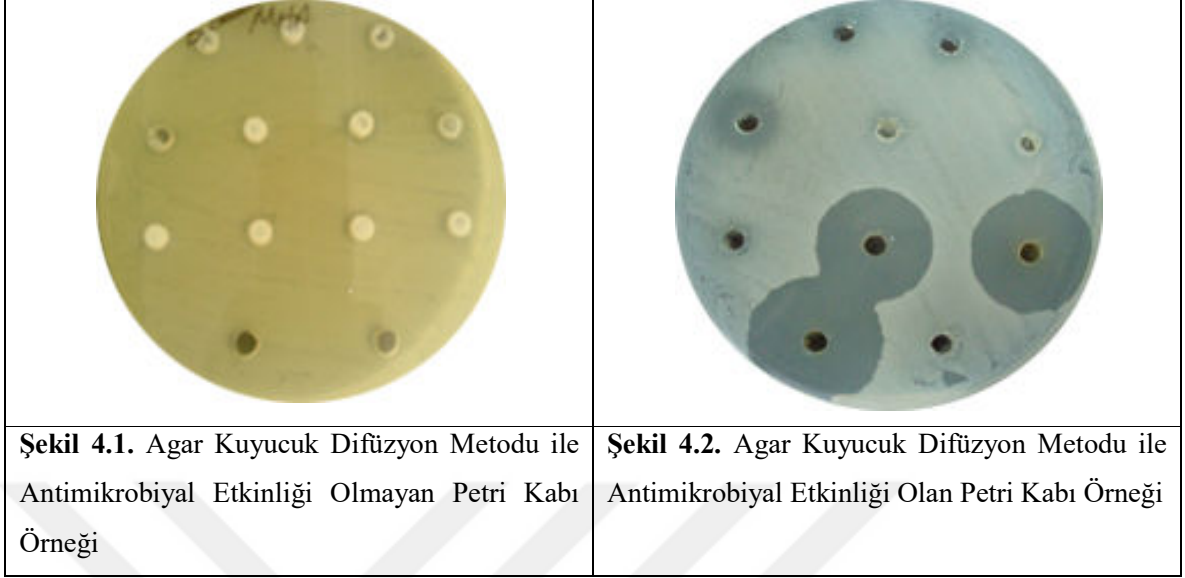 MHA
Şekil 4.1. Agar Kuyucuk Difüzyon Metodu ile
Antimikrobiyal Etkinliği Olmayan Petri Kabı
Örneği
Şekil 4.2. Agar Kuyucuk Difüzyon Metodu ile
Antimikrobiyal Etkinliği Olan Petri Kabı Örneği